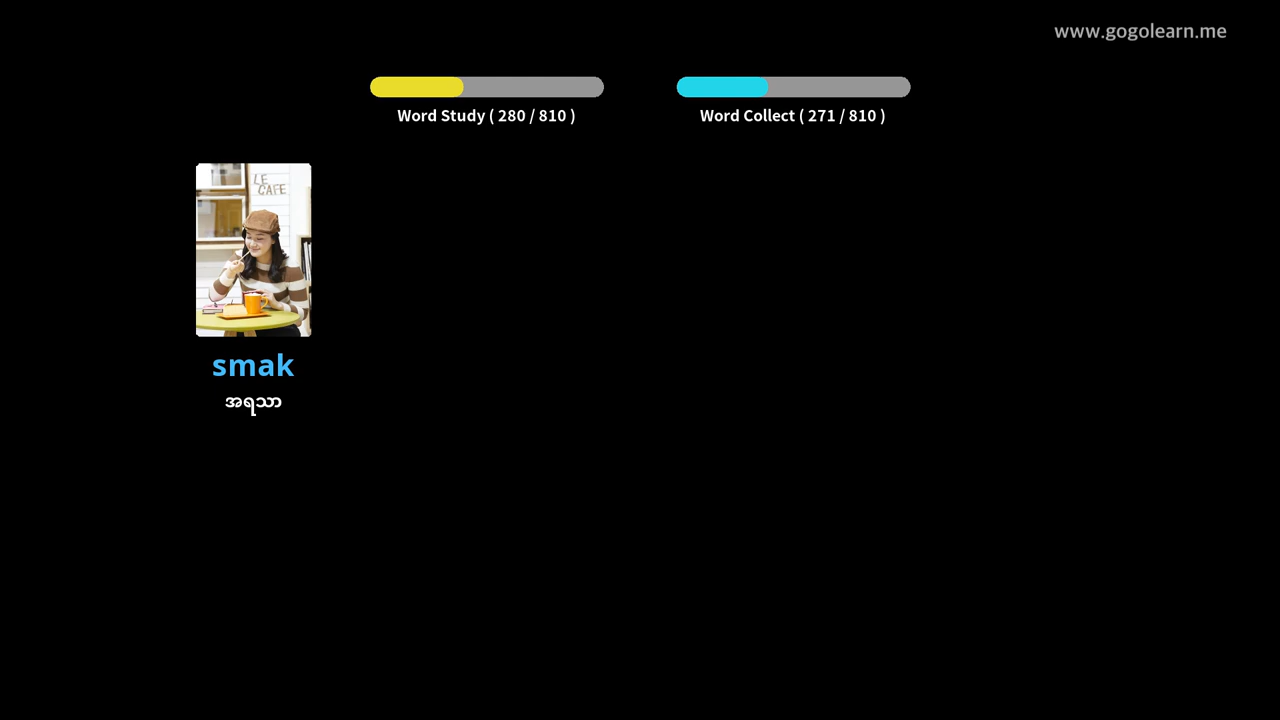 www.gogolearn.me
Word Study ( 280 / 810 )
Word Collect ( 271 / 810 )
LE
CAFE
smak
အရသာ